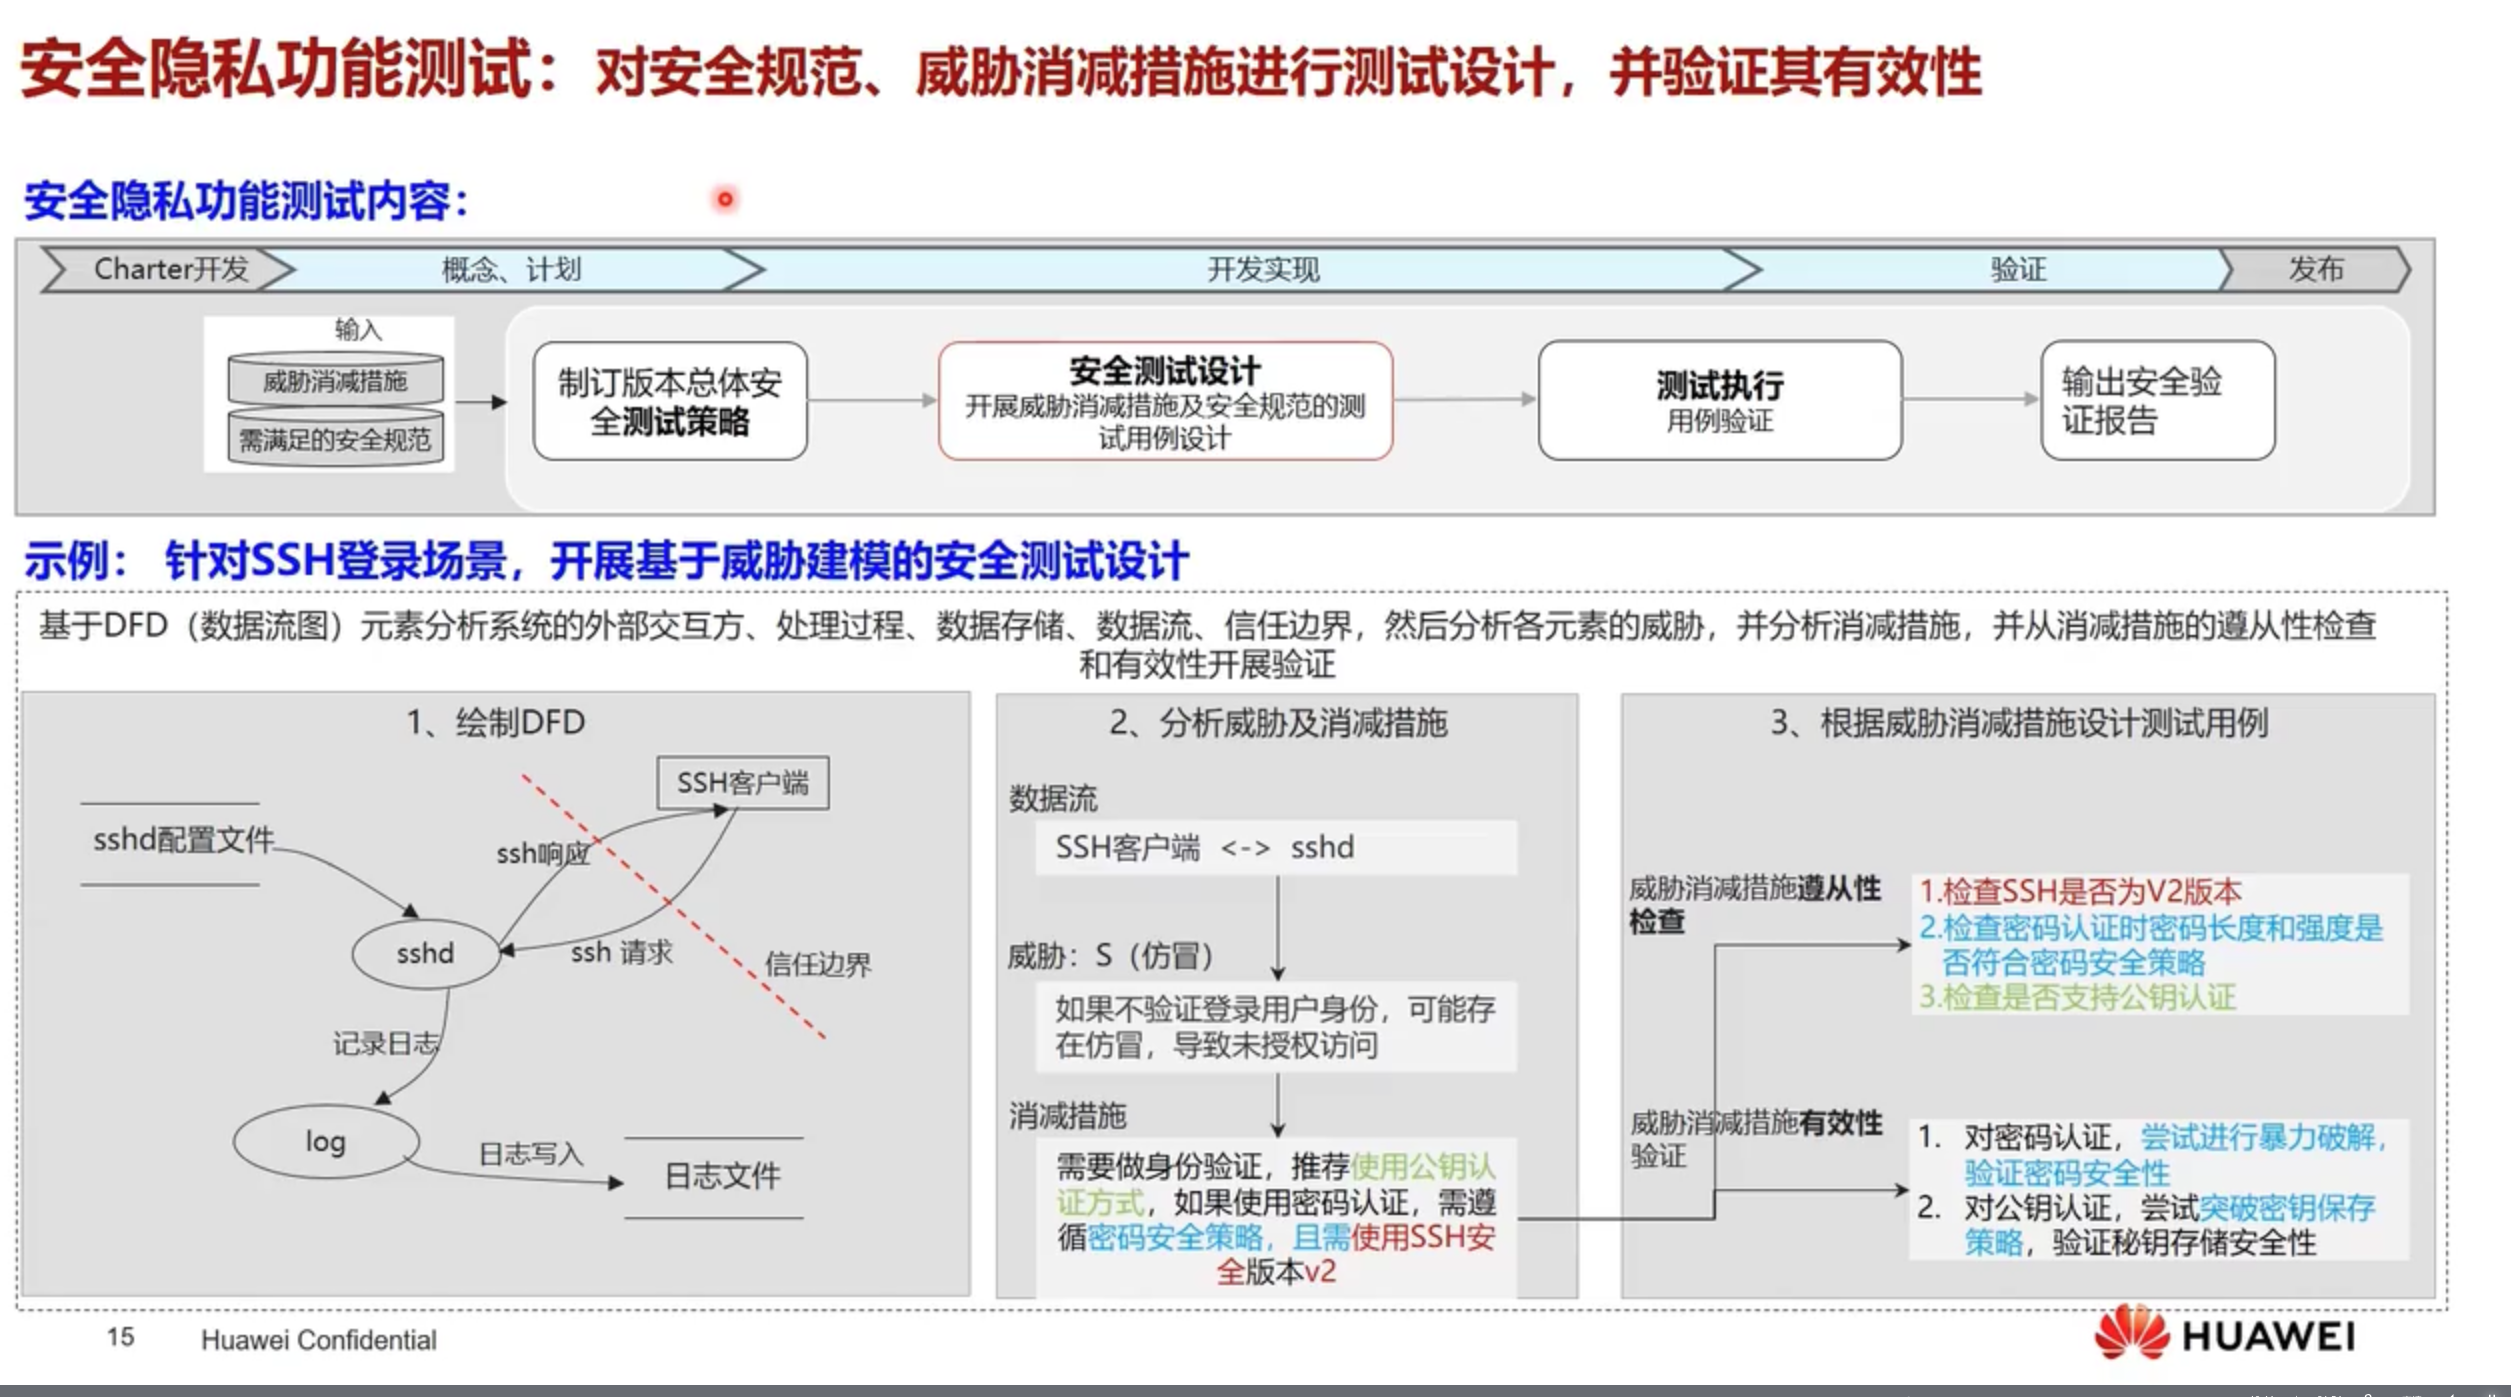 安全隐私功能测试：对安全规范、威胁消减措施进行测试设计，并验证其有效性
安全隐私功能测试内容：
Charter开发
概念、计划
开发实现
验证
发布
输入
威胁消减措施
需满足的安全规范
制订版本总体安
全测试策略
安全测试设计
开展威胁消减措施及安全规范的测
试用例设计
测试执行
用例验证
输出安全验
证报告
示例： 针对SSH登录场景，开展基于威胁建模的安全测试设计
基于DFD（数据流图）元素分析系统的外部交互方、处理过程、数据存储、数据流、信任边界，然后分析各元素的威胁，并分析消减措施，并从消减措施的遵从性检查
和有效性开展验证
1、绘制DFD
SSH客户端
sshd配置文件
ssh响应
sshd
ssh 请求
信任边界
记录日志
log
日志写入
日志文件
2、分析威胁及消减措施
数据流
SSH客户端 <-> sshd
威胁：S（仿冒）
如果不验证登录用户身份，可能存
在仿冒，导致未授权访问
消减措施
需要做身份验证，推荐使用公钥认
证方式，如果使用密码认证，需遵
循密码安全策略，且需使用SSH安
全版本v2
3、根据威胁消减措施设计测试用例
威胁消减措施遵从性
检查
1.检查SSH是否为V2版本
2.检查密码认证时密码长度和强度是
否符合密码安全策略
3.检查是否支持公钥认证
威胁消减措施有效性
验证
1. 对密码认证，尝试进行暴力破解，
验证密码安全性
2. 对公钥认证，尝试突破密钥保存
策略，验证秘钥存储安全性
15
Huawei Confidential
HUAWEI